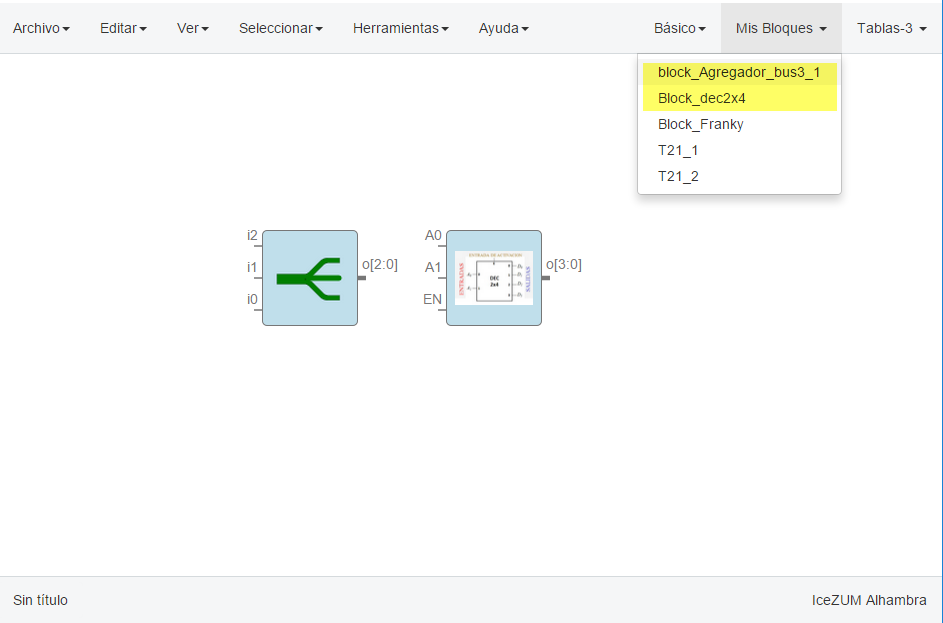 Archivo Editar Ver Seleccionar Herramientas Ayuda Básico Mis Bloques Tablas-3
block_Agregador_bus3_1
Block_dec2x4
Block_Franky
T21_1
T21_2
i2
i1
i0
o[2:0]
A0
A1
EN
ENTRADA DE ACTIVACION
ENTRADAS
DEC
2x4
SALIDAS
o[3:0]
Sin título IceZUM Alhambra